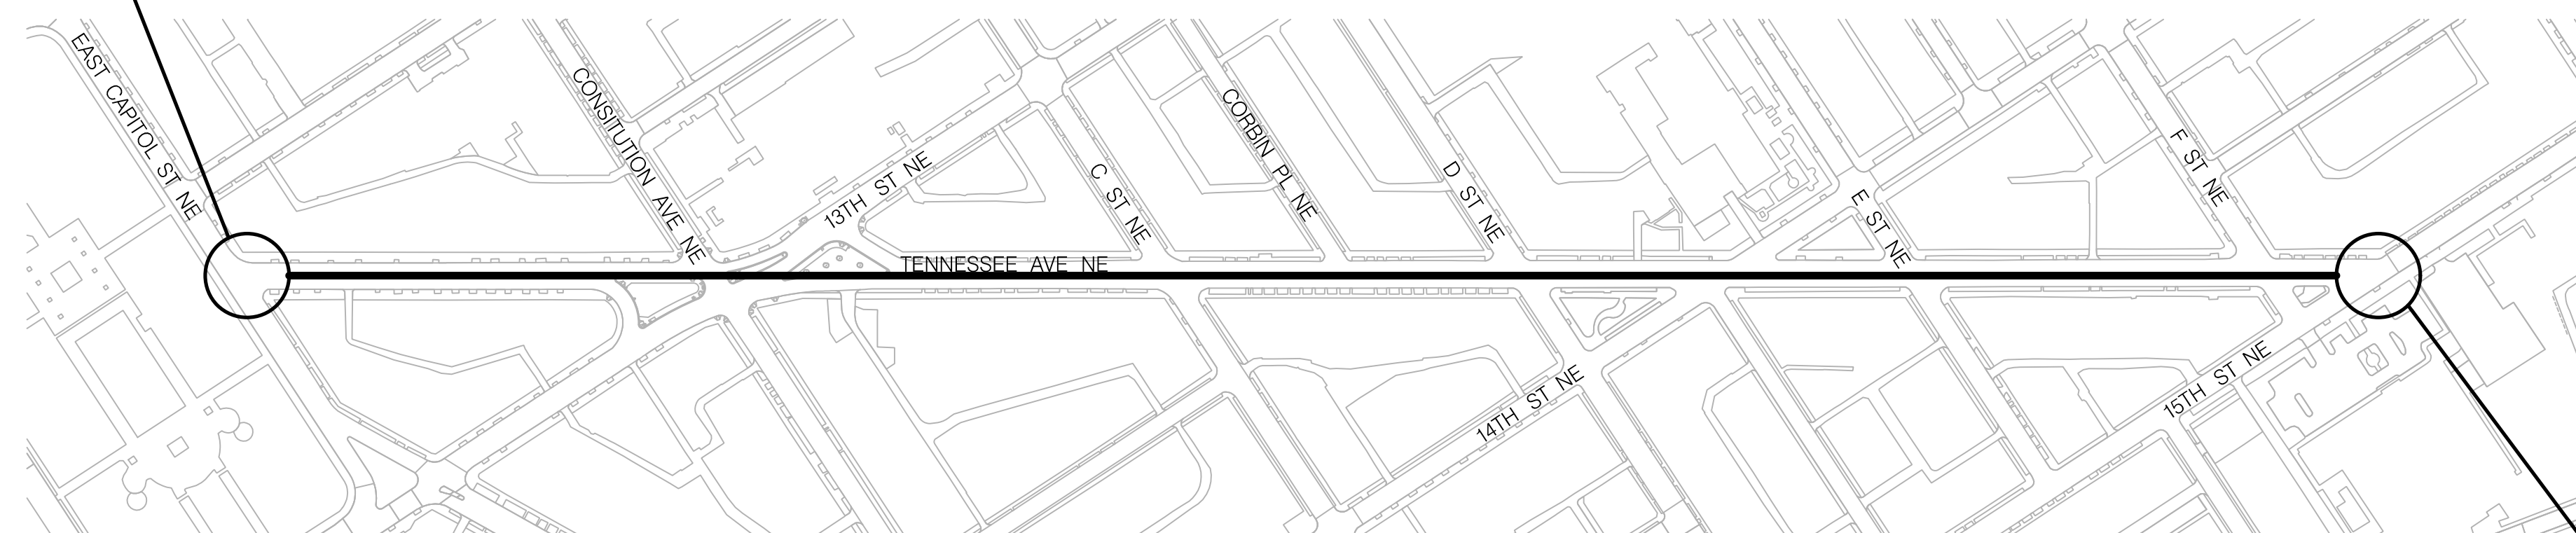 EAST CAPITOL ST NE
CONSITUTION AVE NE
13TH ST NE
TENNESSEE AVE NE
C ST NE
CORBIN PL NE
D ST NE
14TH ST NE
E ST NE
F ST NE
15TH ST NE